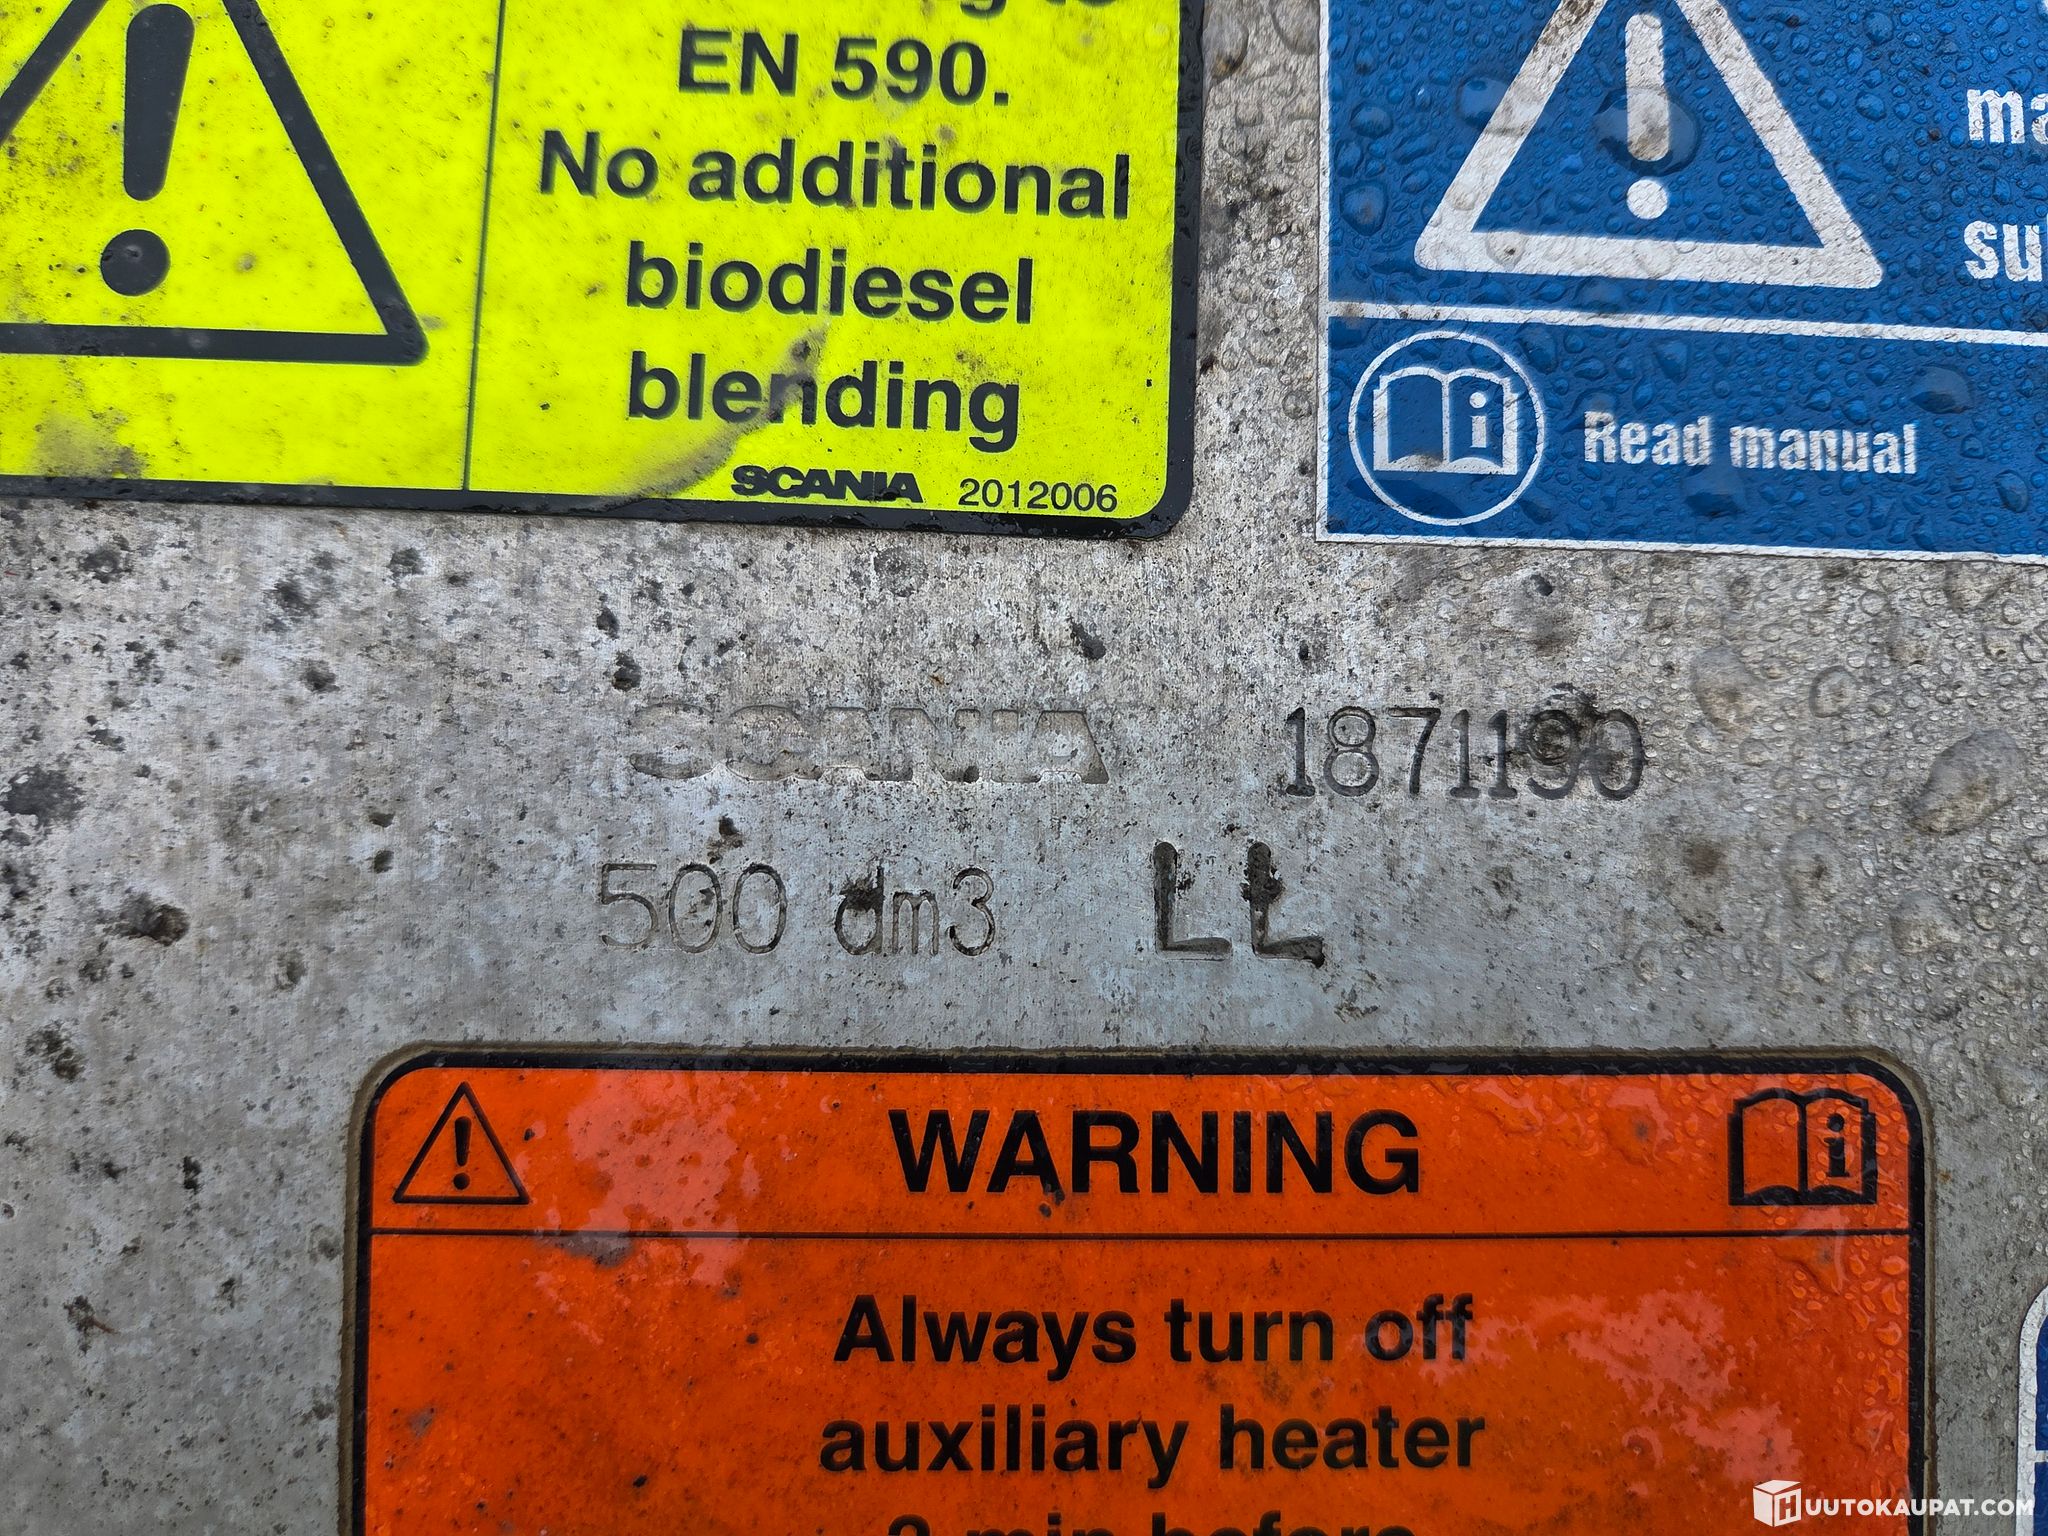 EN 590.
No additional
biodiesel
blending
SCANIA 2012006
Read manual
SCANIA 1871190
500 dm3 LL
WARNING
Always turn off
auxiliary heater
HUUTOKAUPAT.COM